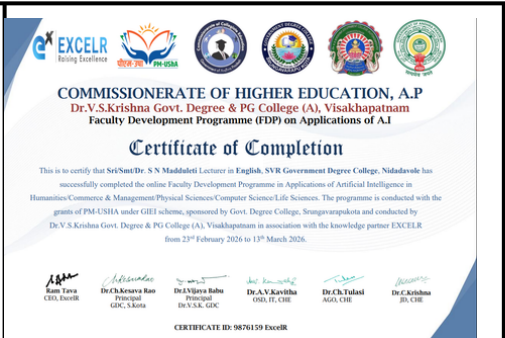 EXCELR
Raising Excellence
पीएम-उषा PM-USHA
COMMISSIONERATE OF HIGHER EDUCATION, A.P
Dr.V.S.Krishna Govt. Degree & PG College (A), Visakhapatnam
Faculty Development Programme (FDP) on Applications of A.I
Certificate of Completion
This is to certify that Sri/Smt/Dr. S N Madduleti Lecturer in English, SVR Government Degree College, Nidadavole has
successfully completed the online Faculty Development Programme in Applications of Artificial Intelligence in
Humanities/Commerce & Management/Physical Sciences/Computer Science/Life Sciences. The programme is conducted with the
grants of PM-USHA under GIEI scheme, sponsored by Govt. Degree College, Srungavarapukota and conducted by
Dr.V.S.Krishna Govt. Degree & PG College (A), Visakhapatnam in association with the knowledge partner EXCELR
from 23rd February 2026 to 13th March 2026.
Ram Tava Dr.Ch.Kesava Rao Dr.I.Vijaya Babu Dr.A.V.Kavitha Dr.Ch.Tulasi Dr.C.Krishna
CEO, ExcelR Principal Principal OSD, IT, CHE AGO, CHE JD, CHE
GDC, S.Kota Dr.V.S.K. GDC
CERTIFICATE ID: 9876159 ExcelR